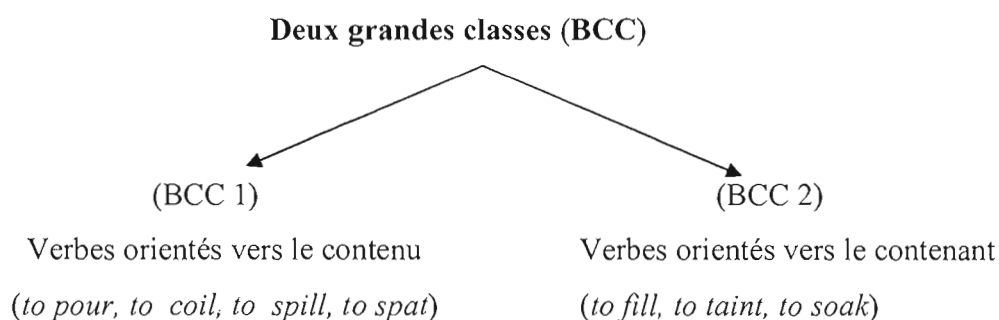 Deux grandes classes (BCC)
(BCC 1)
(BCC 2)
Verbes orientés vers le contenu
Verbes orientés vers le contenant
(to pour, to coil, to spill, to spat)
(to fill, to taint, to soak)